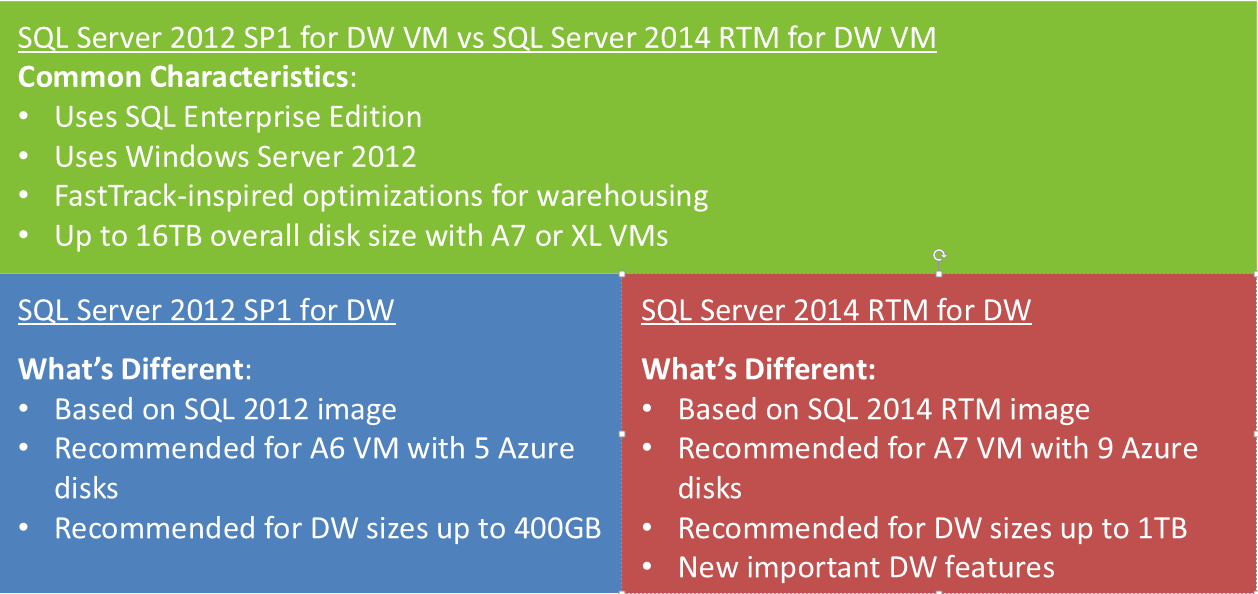 SQL Server 2012 SP1 for DW VM vs SQL Server 2014 RTM for DW VM
Common Characteristics:
• Uses SQL Enterprise Edition
• Uses Windows Server 2012
• FastTrack-inspired optimizations for warehousing
• Up to 16TB overall disk size with A7 or XL VMs
SQL Server 2012 SP1 for DW
What’s Different:
• Based on SQL 2012 image
• Recommended for A6 VM with 5 Azure
disks
• Recommended for DW sizes up to 400GB
SQL Server 2014 RTM for DW
What’s Different:
• Based on SQL 2014 RTM image
• Recommended for A7 VM with 9 Azure
disks
• Recommended for DW sizes up to 1TB
• New important DW features